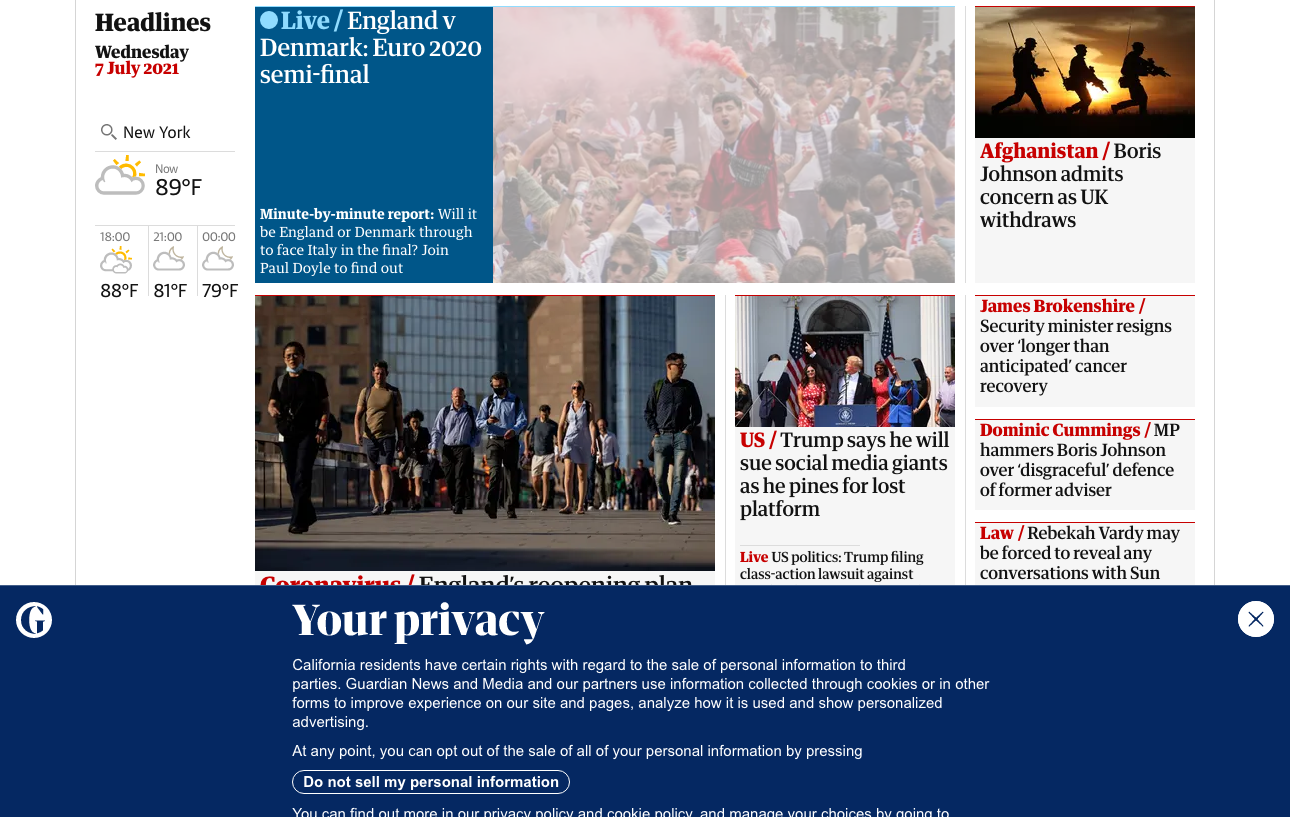 Headlines
Wednesday
7 July 2021
New York
Now
89°F
18:00
21:00
00:00
88°F
81°F
79°F
Live / England v
Denmark: Euro 2020
semi-final
Minute-by-minute report: Will it
be England or Denmark through
to face Italy in the final? Join
Paul Doyle to find out
Afghanistan / Boris
Johnson admits
concern as UK
withdraws
Coronavirus / England’s reopening plan
US / Trump says he will
sue social media giants
as he pines for lost
platform
Live US politics: Trump filing
class-action lawsuit against
James Brokenshire /
Security minister resigns
over ‘longer than
anticipated’ cancer
recovery
Dominic Cummings / MP
hammers Boris Johnson
over ‘disgraceful’ defence
of former adviser
Law / Rebekah Vardy may
be forced to reveal any
conversations with Sun
G
Your privacy
California residents have certain rights with regard to the sale of personal information to third
parties. Guardian News and Media and our partners use information collected through cookies or in other
forms to improve experience on our site and pages, analyze how it is used and show personalized
advertising.
At any point, you can opt out of the sale of all of your personal information by pressing
Do not sell my personal information
You can find out more in our privacy policy and cookie policy, and manage your choices by going to